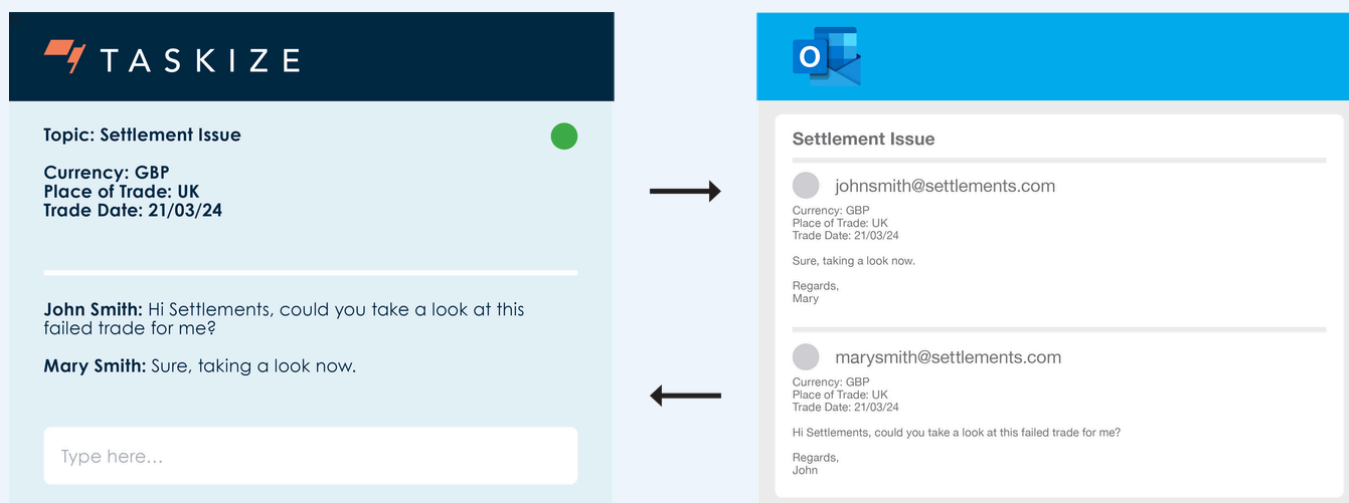 TASKIZE
Topic: Settlement Issue
Currency: GBP
Place of Trade: UK
Trade Date: 21/03/24
John Smith: Hi Settlements, could you take a look at this
failed trade for me?
Mary Smith: Sure, taking a look now.
Type here...
O
Settlement Issue
johnsmith@settlements.com
Currency: GBP
Place of Trade: UK
Trade Date: 21/03/24
Sure, taking a look now.
Regards,
Mary
marysmith@settlements.com
Currency: GBP
Place of Trade: UK
Trade Date: 21/03/24
Hi Settlements, could you take a look at this failed trade for me?
Regards,
John